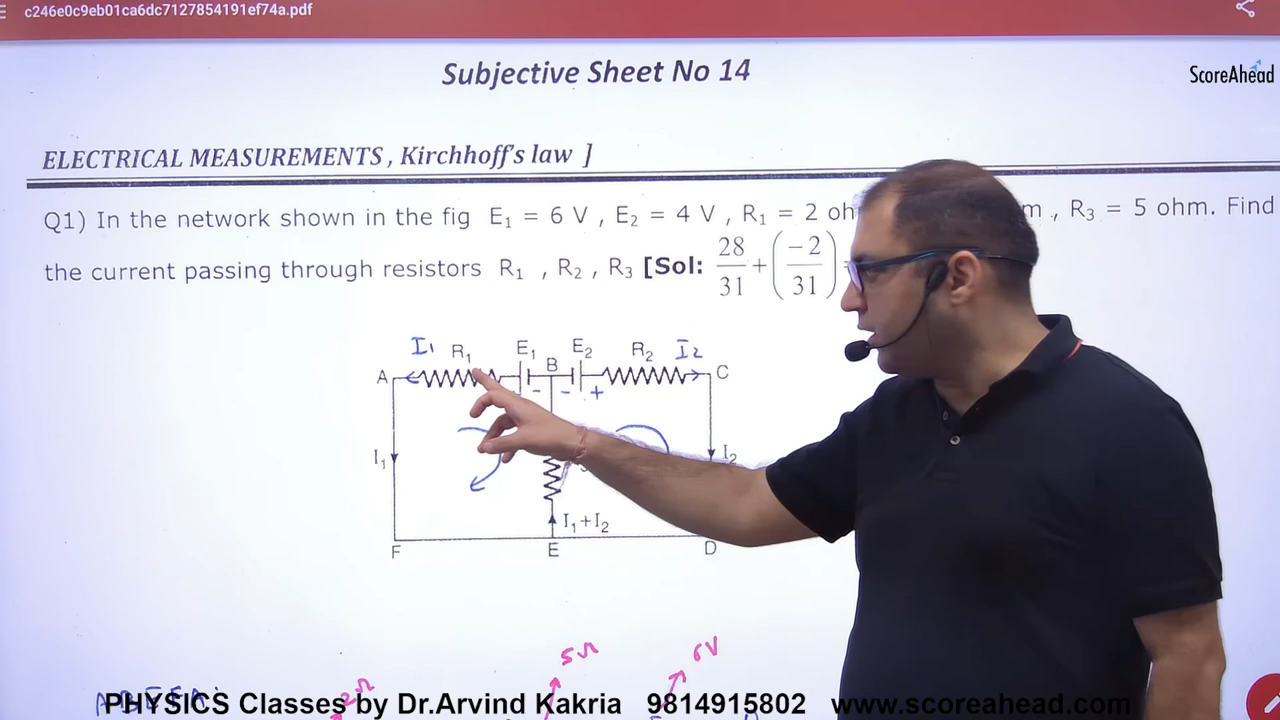 c246e0c9eb01ca6dc7127854191ef74a.pdf
Subjective Sheet No 14
ScoreAhead
ELECTRICAL MEASUREMENTS , Kirchhoff's law ]
Q1) In the network shown in the fig E₁ = 6 V , E₂ = 4 V , R₁ = 2 oh m , R₃ = 5 ohm. Find
the current passing through resistors R₁ , R₂ , R₃ [Sol: 28/31 + (-2/31)
I₁ R₁ E₁ B E₂ R₂ I₂
A C
- - +
I₁ I₂
I₁+I₂
F E D
5Ω 6V
2Ω
PHYSICS Classes by Dr.Arvind Kakria 9814915802 www.scoreahead.com